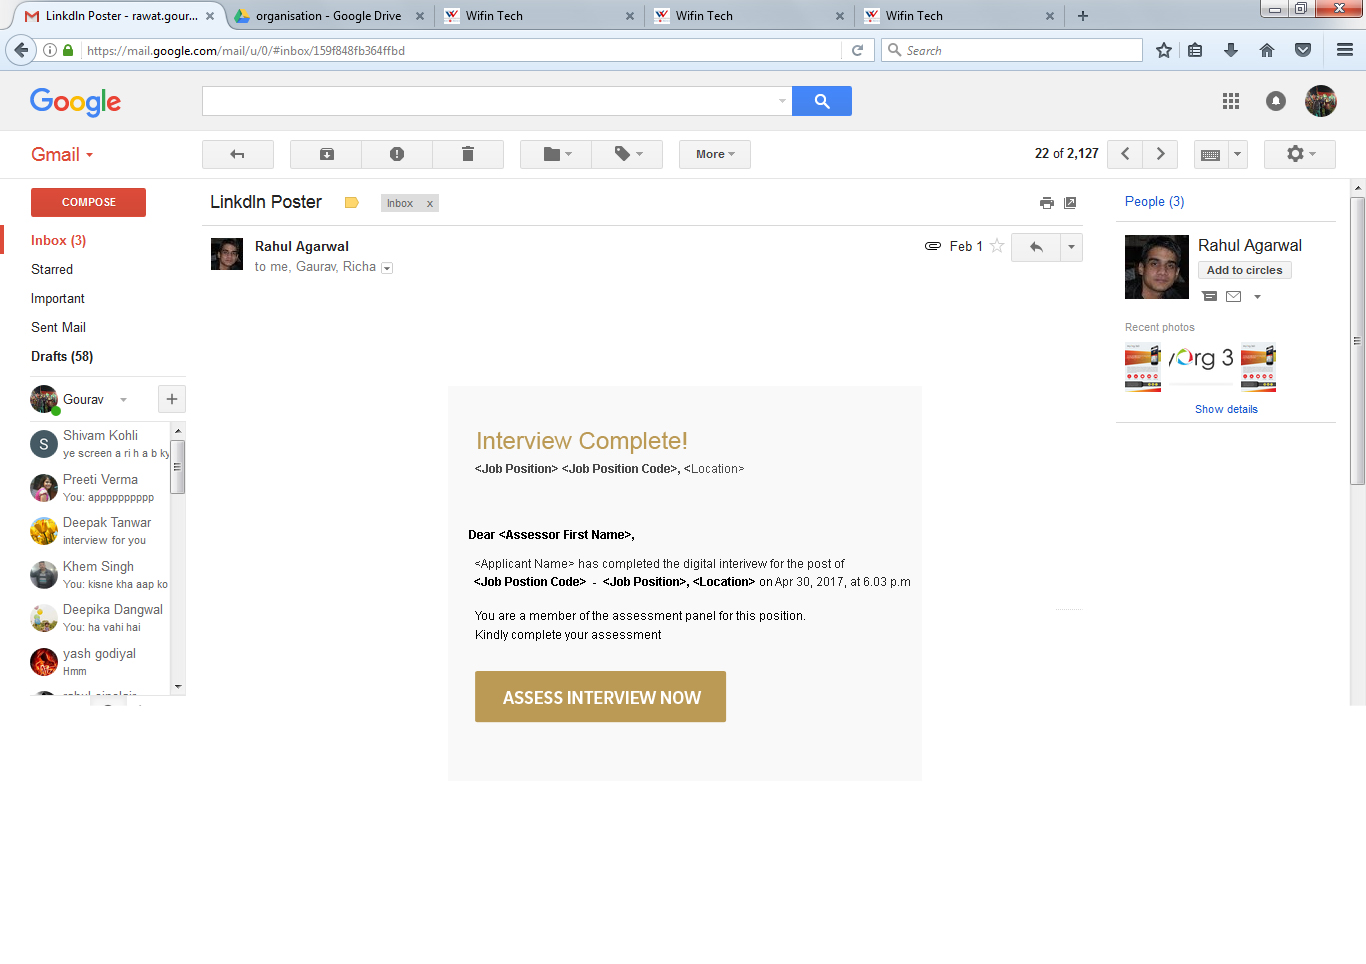 LinkdIn Poster - rawat.gour...
organisation - Google Drive
Wifin Tech
Wifin Tech
Wifin Tech
https://mail.google.com/mail/u/0/#inbox/159f848fb364ffbd
Search
Google
Gmail
More
22 of 2,127
COMPOSE
Inbox (3)
Starred
Important
Sent Mail
Drafts (58)
Gourav
S
Shivam Kohli
ye screen a ri h a b ky
Preeti Verma
You: apppppppppp
Deepak Tanwar
interview for you
Khem Singh
You: kisne kha aap ko
Deepika Dangwal
You: ha vahi hai
yash godiyal
Hmm
LinkdIn Poster
Inbox x
Rahul Agarwal
to me, Gaurav, Richa
Feb 1
Interview Complete!
<Job Position> <Job Position Code>, <Location>
Dear <Assessor First Name>,
<Applicant Name> has completed the digital interivew for the post of
<Job Postion Code> - <Job Position>, <Location> on Apr 30, 2017, at 6.03 p.m
You are a member of the assessment panel for this position.
Kindly complete your assessment
ASSESS INTERVIEW NOW
People (3)
Rahul Agarwal
Add to circles
Recent photos
Org 3
Show details